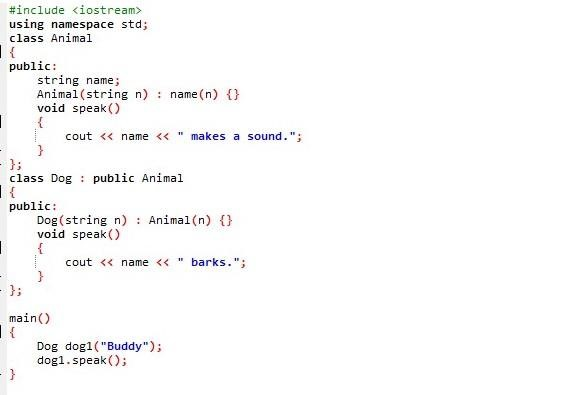 #include <iostream>
using namespace std;
class Animal
{
public:
    string name;
    Animal(string n) : name(n) {}
    void speak()
    {
        cout << name << " makes a sound.";
    }
};
class Dog : public Animal
{
public:
    Dog(string n) : Animal(n) {}
    void speak()
    {
        cout << name << " barks.";
    }
};

main()
{
    Dog dog1("Buddy");
    dog1.speak();
}